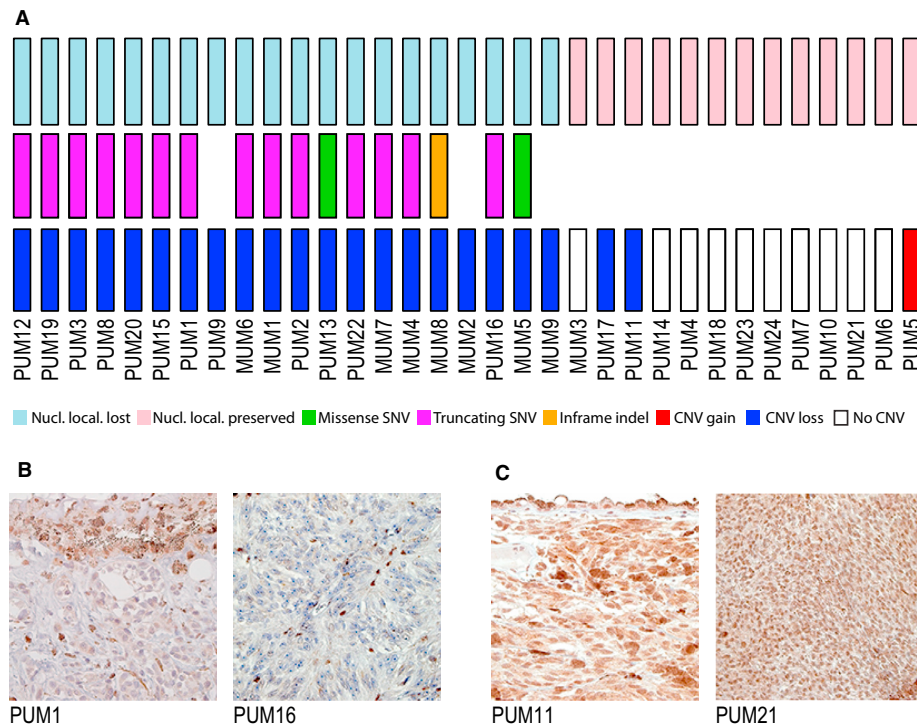 A
PUM12 PUM19 PUM3 PUM8 PUM20 PUM15 PUM1 PUM9 MUM6 MUM1 PUM2 PUM13 PUM22 MUM7 MUM4 MUM8 MUM2 PUM16 MUM5 MUM9 MUM3 PUM17 PUM11 PUM14 PUM4 PUM18 PUM23 PUM24 PUM7 PUM10 PUM21 PUM6 PUM5
Nucl. local. lost Nucl. local. preserved Missense SNV Truncating SNV Inframe indel CNV gain CNV loss No CNV
B
C
PUM1 PUM16 PUM11 PUM21